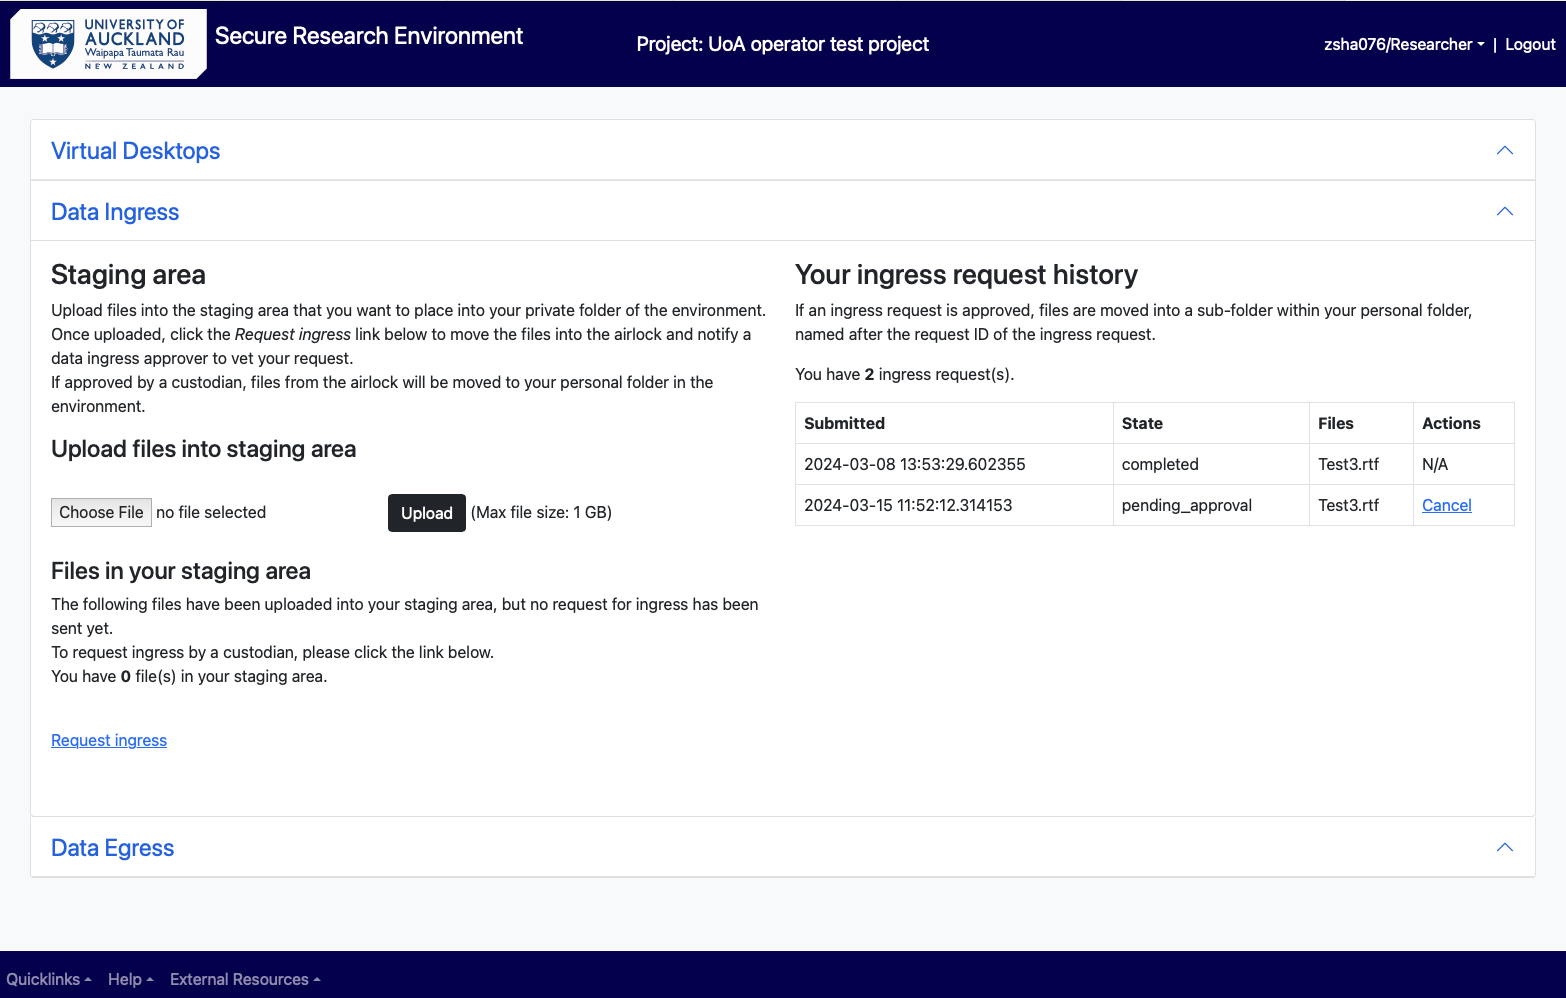 UNIVERSITY OF
AUCKLAND
Waipapa Taumata Rau
NEW ZEALAND
Secure Research Environment
Project: UoA operator test project
zsha076/Researcher | Logout
Virtual Desktops
Data Ingress
Staging area
Upload files into the staging area that you want to place into your private folder of the environment.
Once uploaded, click the Request ingress link below to move the files into the airlock and notify a
data ingress approver to vet your request.
If approved by a custodian, files from the airlock will be moved to your personal folder in the
environment.
Upload files into staging area
Choose File no file selected Upload (Max file size: 1 GB)
Files in your staging area
The following files have been uploaded into your staging area, but no request for ingress has been
sent yet.
To request ingress by a custodian, please click the link below.
You have 0 file(s) in your staging area.
Request ingress
Your ingress request history
If an ingress request is approved, files are moved into a sub-folder within your personal folder,
named after the request ID of the ingress request.
You have 2 ingress request(s).
Submitted State Files Actions
2024-03-08 13:53:29.602355 completed Test3.rtf N/A
2024-03-15 11:52:12.314153 pending_approval Test3.rtf Cancel
Data Egress
Quicklinks Help External Resources